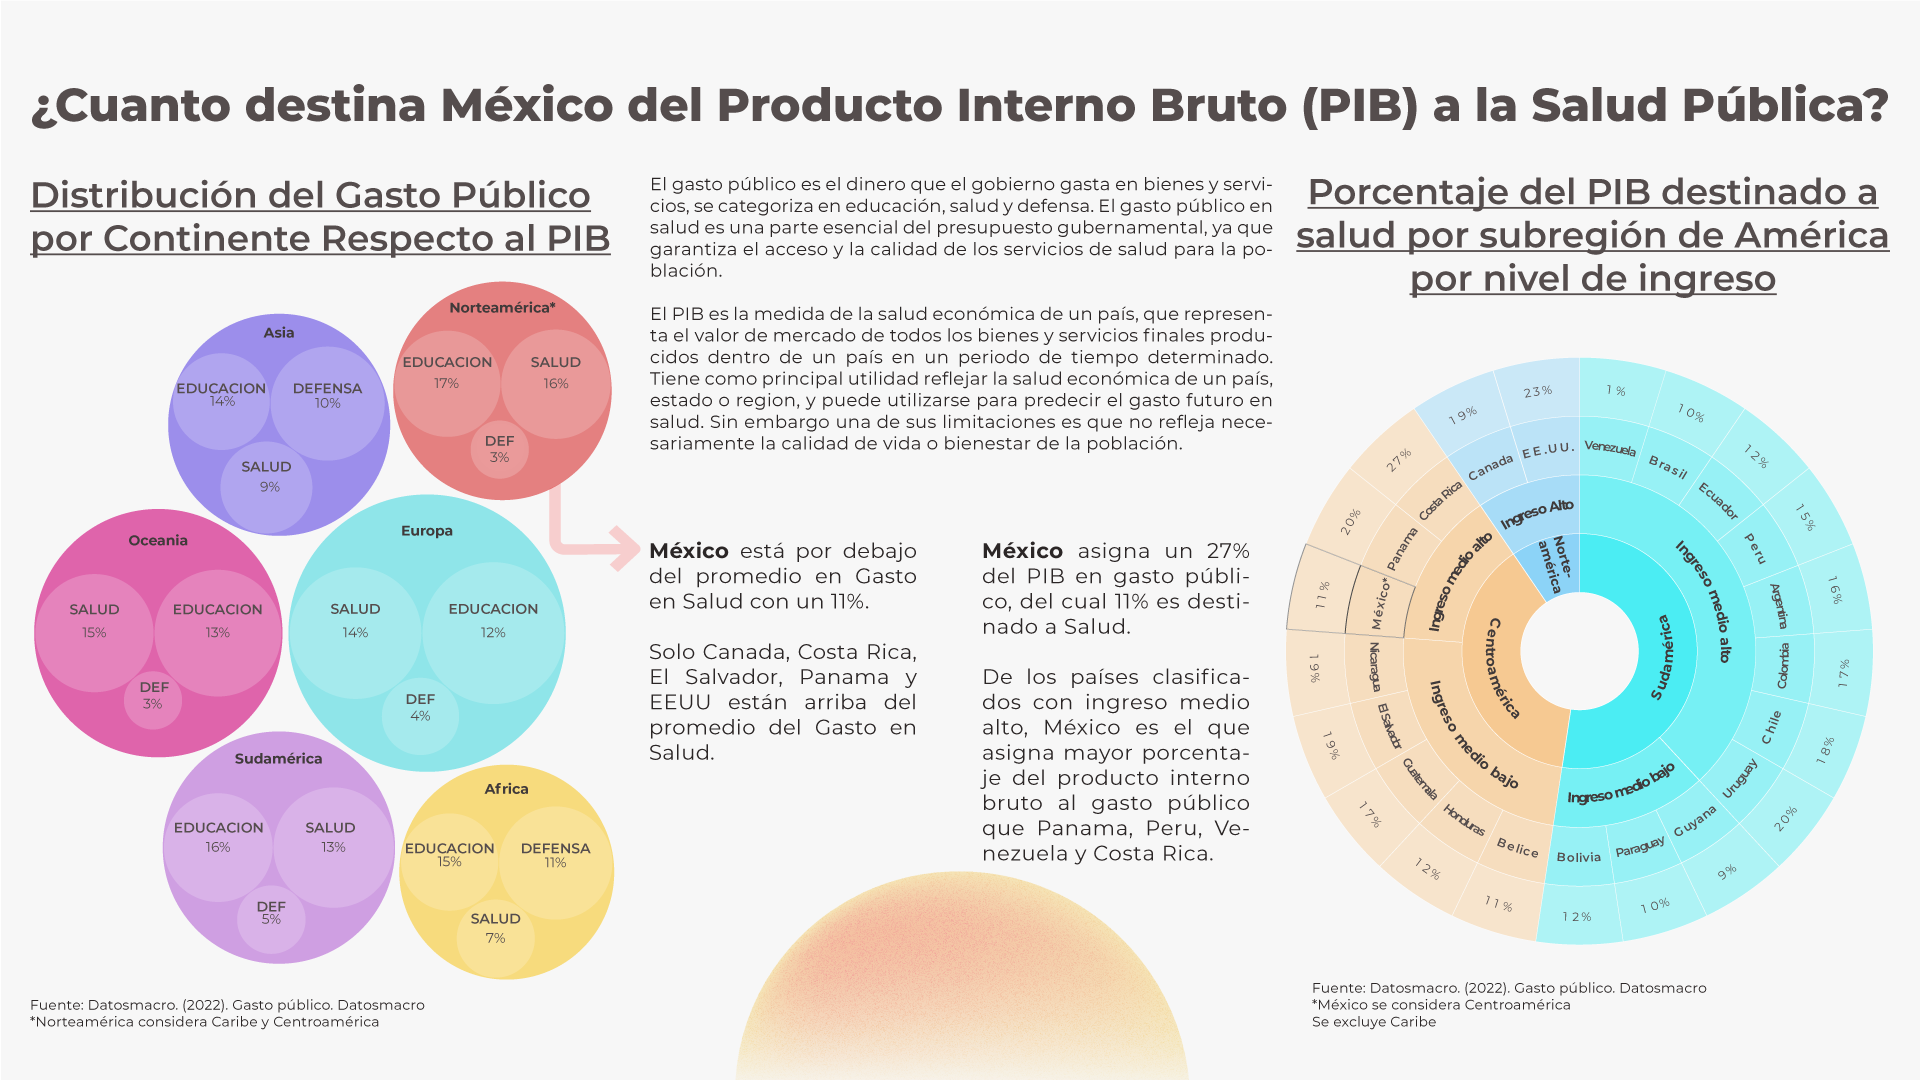 ¿Cuanto destina México del Producto Interno Bruto (PIB) a la Salud Pública?
Distribución del Gasto Público
por Continente Respecto al PIB
Asia
EDUCACION
14%
DEFENSA
10%
SALUD
9%
Norteamérica*
EDUCACION
17%
SALUD
16%
DEF
3%
Oceania
SALUD
15%
EDUCACION
13%
DEF
3%
Europa
SALUD
14%
EDUCACION
12%
DEF
4%
Sudamérica
EDUCACION
16%
SALUD
13%
DEF
5%
Africa
EDUCACION
15%
DEFENSA
11%
SALUD
7%
Fuente: Datosmacro. (2022). Gasto público. Datosmacro
*Norteamérica considera Caribe y Centroamérica
El gasto público es el dinero que el gobierno gasta en bienes y servi-
cios, se categoriza en educación, salud y defensa. El gasto público en
salud es una parte esencial del presupuesto gubernamental, ya que
garantiza el acceso y la calidad de los servicios de salud para la po-
blación.
El PIB es la medida de la salud económica de un país, que represen-
ta el valor de mercado de todos los bienes y servicios finales produ-
cidos dentro de un país en un periodo de tiempo determinado.
Tiene como principal utilidad reflejar la salud económica de un país,
estado o region, y puede utilizarse para predecir el gasto futuro en
salud. Sin embargo una de sus limitaciones es que no refleja nece-
sariamente la calidad de vida o bienestar de la población.
México está por debajo
del promedio en Gasto
en Salud con un 11%.
Solo Canada, Costa Rica,
El Salvador, Panama y
EEUU están arriba del
promedio del Gasto en
Salud.
México asigna un 27%
del PIB en gasto públi-
co, del cual 11% es desti-
nado a Salud.
De los países clasifica-
dos con ingreso medio
alto, México es el que
asigna mayor porcenta-
je del producto interno
bruto al gasto público
que Panama, Peru, Ve-
nezuela y Costa Rica.
Porcentaje del PIB destinado a
salud por subregión de América
por nivel de ingreso
Sudamérica
Ingreso medio alto
Venezuela
1%
Brasil
10%
Ecuador
12%
Peru
15%
Argentina
16%
Colombia
17%
Chile
18%
Uruguay
20%
Ingreso medio bajo
Guyana
9%
Paraguay
10%
Bolivia
12%
Centroamérica
Ingreso medio bajo
Belice
11%
Honduras
12%
Guatemala
17%
El Salvador
19%
Nicaragua
19%
Ingreso medio alto
México*
11%
Panama
20%
Costa Rica
27%
Norte-
américa
Ingreso Alto
Canada
19%
EE.UU.
23%
Fuente: Datosmacro. (2022). Gasto público. Datosmacro
*México se considera Centroamérica
Se excluye Caribe